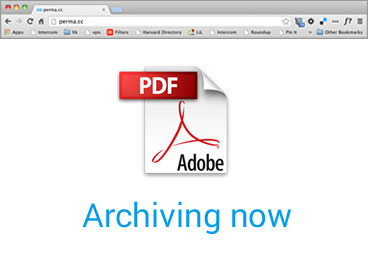 perma.cc
perma.cc
Apps Intercom lil vpn Filters Harvard Directory LiL Intercom Roundup Pin It » Other Bookmarks
PDF
Adobe
Archiving now